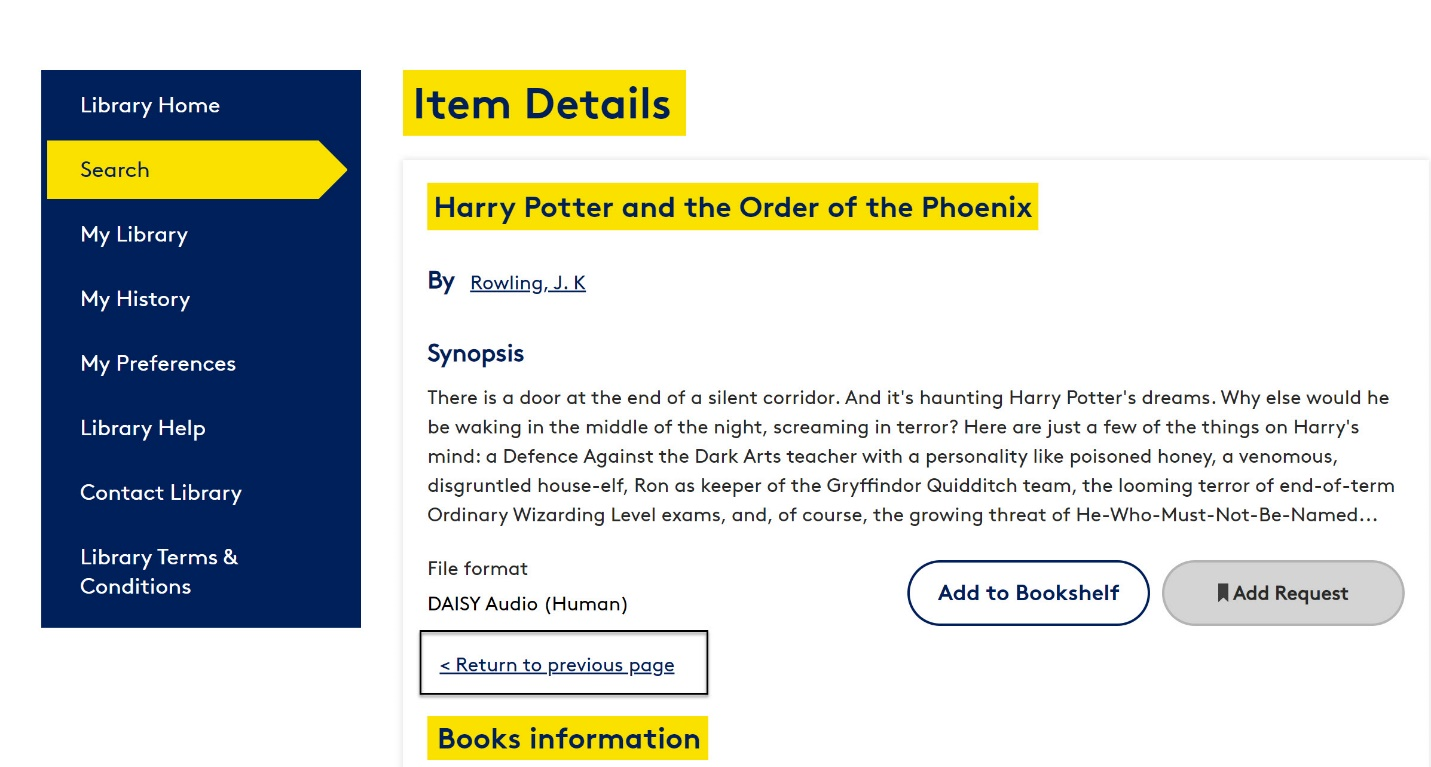 Library Home
Search
My Library
My History
My Preferences
Library Help
Contact Library
Library Terms &
Conditions
Item Details
Harry Potter and the Order of the Phoenix
By Rowling, J. K
Synopsis
There is a door at the end of a silent corridor. And it's haunting Harry Potter's dreams. Why else would he
be waking in the middle of the night, screaming in terror? Here are just a few of the things on Harry's
mind: a Defence Against the Dark Arts teacher with a personality like poisoned honey, a venomous,
disgruntled house-elf, Ron as keeper of the Gryffindor Quidditch team, the looming terror of end-of-term
Ordinary Wizarding Level exams, and, of course, the growing threat of He-Who-Must-Not-Be-Named...
File format
DAISY Audio (Human)
Add to Bookshelf
Add Request
< Return to previous page
Books information